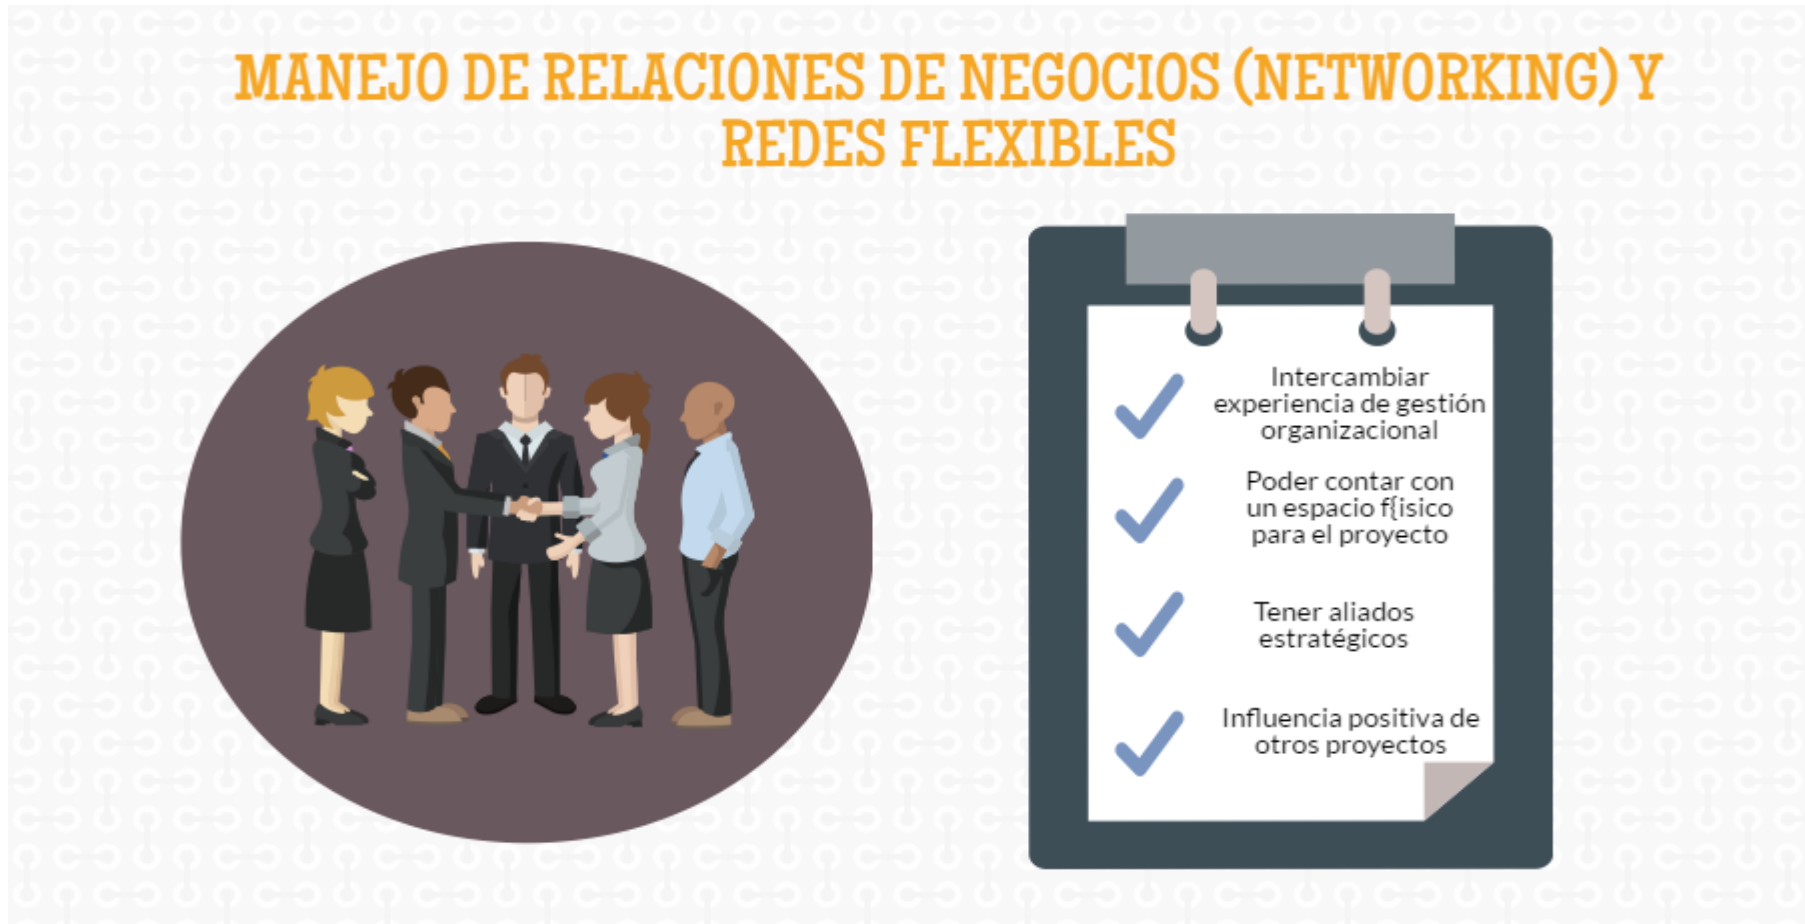 MANEJO DE RELACIONES DE NEGOCIOS (NETWORKING) Y
REDES FLEXIBLES
Intercambiar
experiencia de gestión
organizacional
Poder contar con
un espacio f{isico
para el proyecto
Tener aliados
estratégicos
Influencia positiva de
otros proyectos